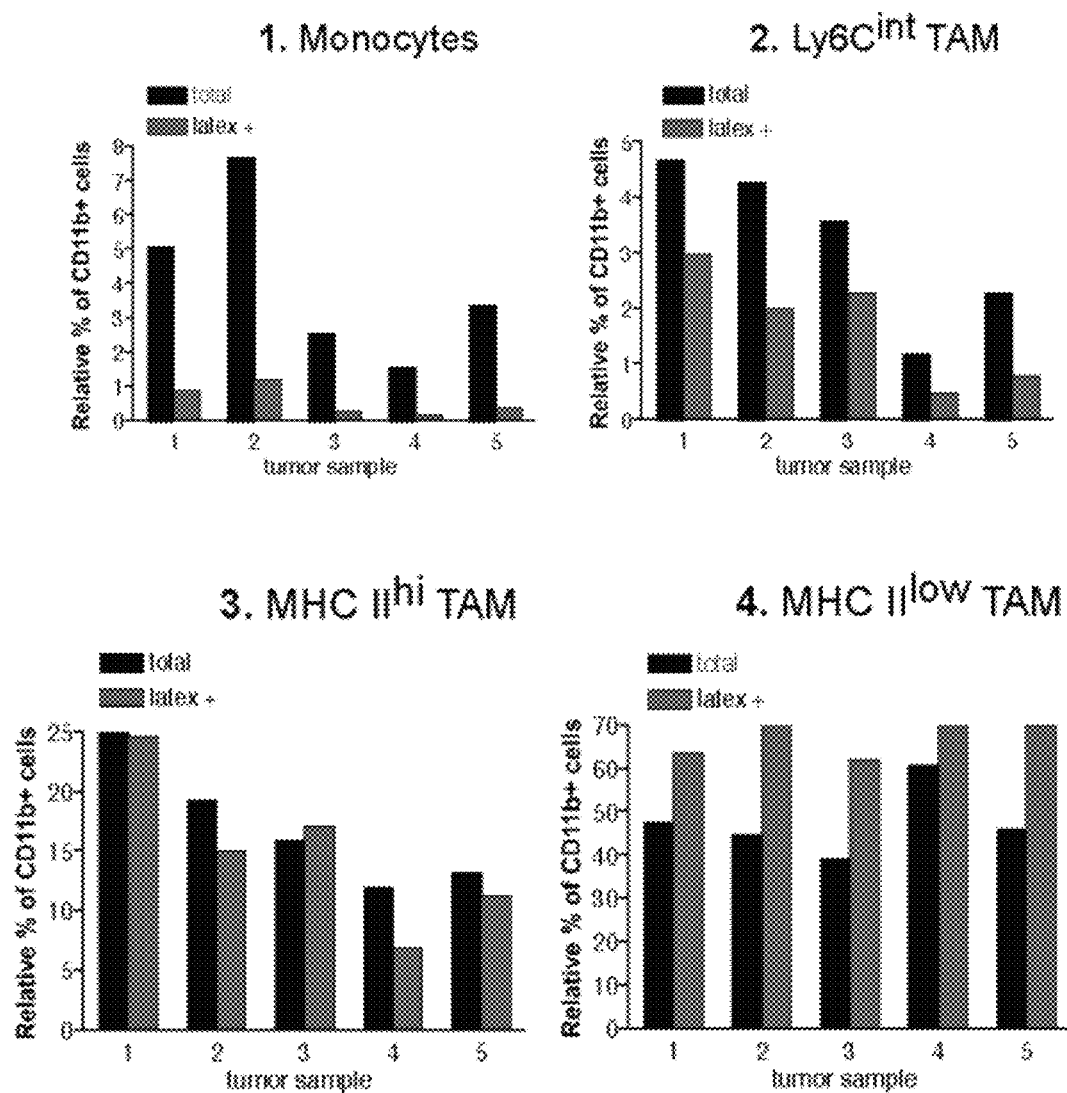 1. Monocytes
total
latex +
Relative % of CD11b+ cells
8
7
6
5
4
3
2
1
0
1 2 3 4 5
tumor sample
2. Ly6Cint TAM
total
latex +
Relative % of CD11b+ cells
5
4
3
2
1
0
1 2 3 4 5
tumor sample
3. MHC IIhi TAM
total
latex +
Relative % of CD11b+ cells
25
20
15
10
5
0
1 2 3 4 5
tumor sample
4. MHC IIlow TAM
total
latex +
Relative % of CD11b+ cells
70
60
50
40
30
20
10
0
1 2 3 4 5
tumor sample